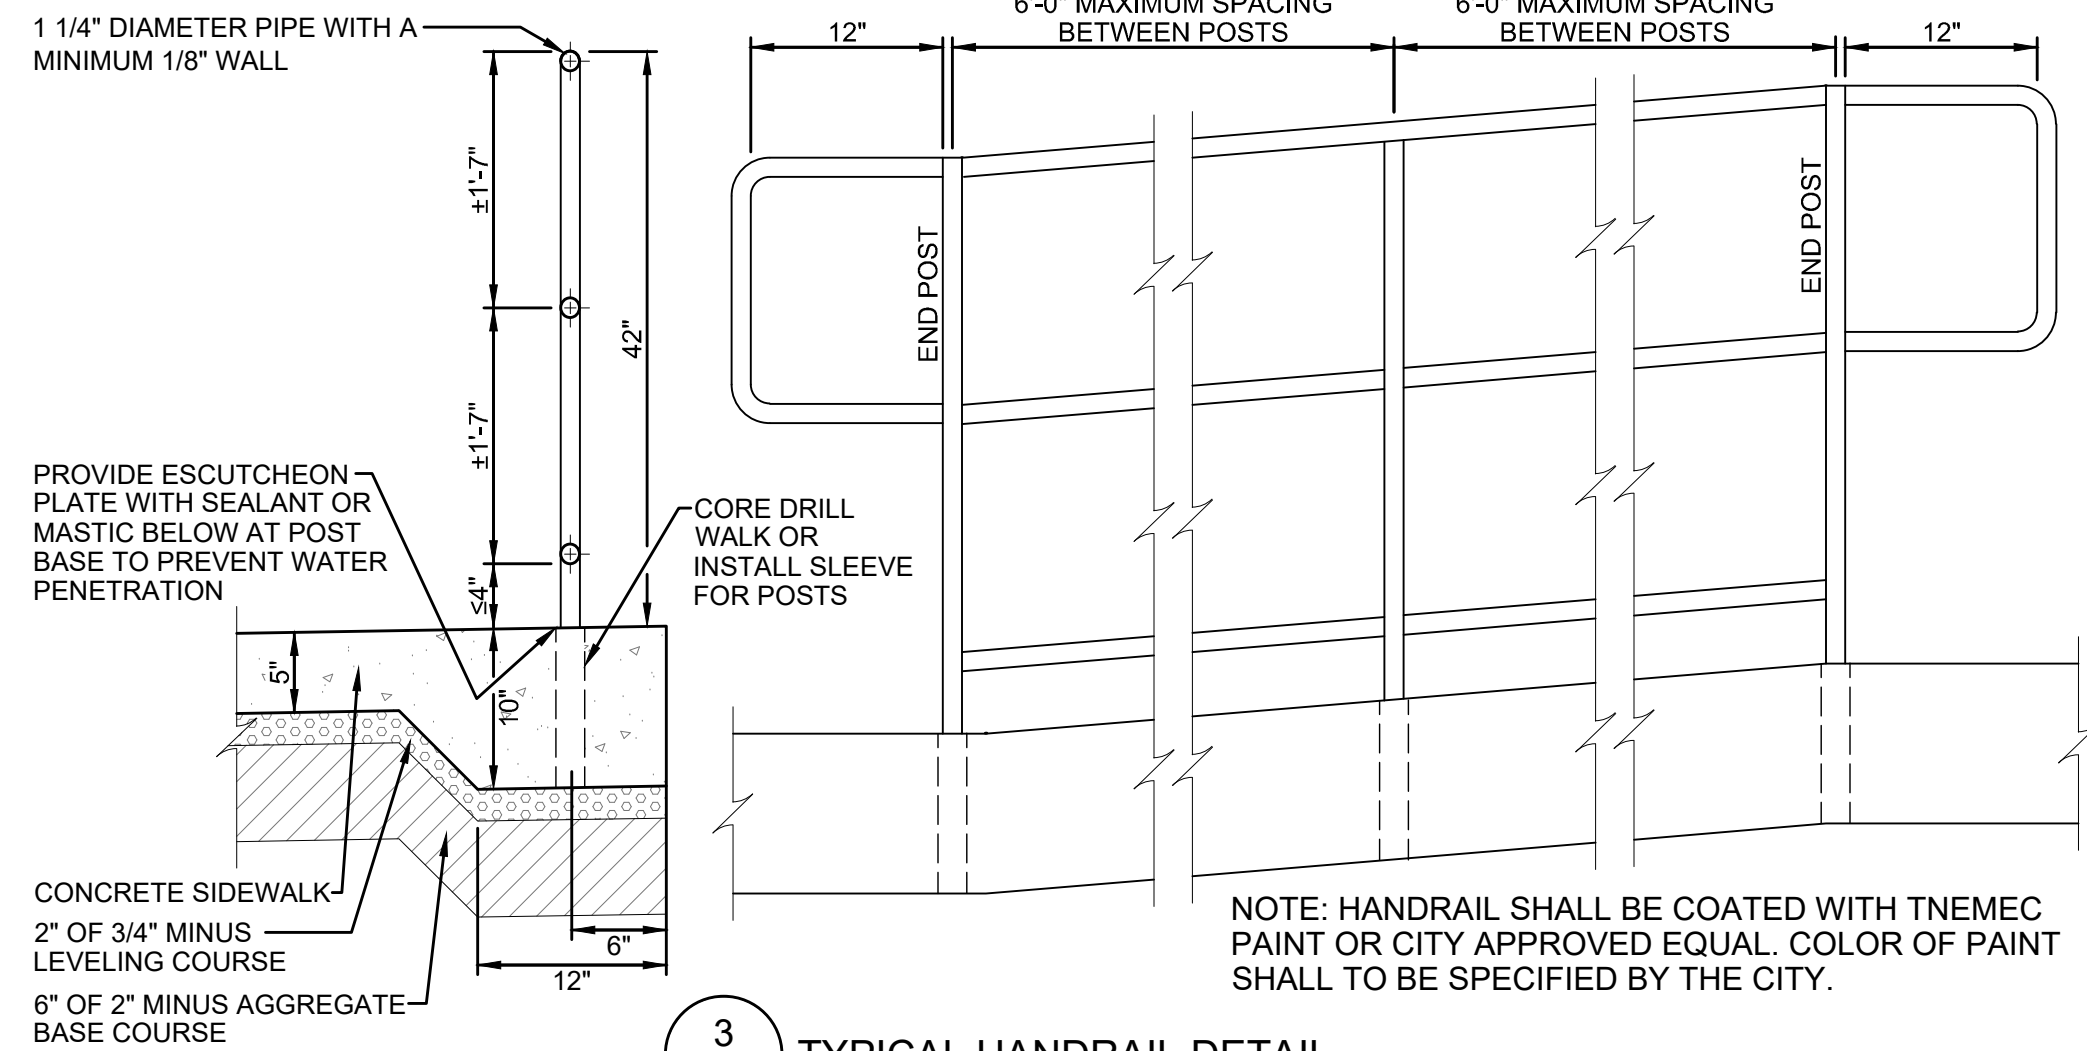 1 1/4" DIAMETER PIPE WITH A
MINIMUM 1/8" WALL
±1'-7"
±1'-7"
≤4"
42"
PROVIDE ESCUTCHEON
PLATE WITH SEALANT OR
MASTIC BELOW AT POST
BASE TO PREVENT WATER
PENETRATION
CORE DRILL
WALK OR
INSTALL SLEEVE
FOR POSTS
5"
10"
CONCRETE SIDEWALK
2" OF 3/4" MINUS
LEVELING COURSE
6" OF 2" MINUS AGGREGATE
BASE COURSE
6"
12"
12"
6'-0" MAXIMUM SPACING
BETWEEN POSTS
6'-0" MAXIMUM SPACING
BETWEEN POSTS
12"
END POST
END POST
NOTE: HANDRAIL SHALL BE COATED WITH TNEMEC
PAINT OR CITY APPROVED EQUAL. COLOR OF PAINT
SHALL TO BE SPECIFIED BY THE CITY.
3
TYPICAL HANDRAIL DETAIL